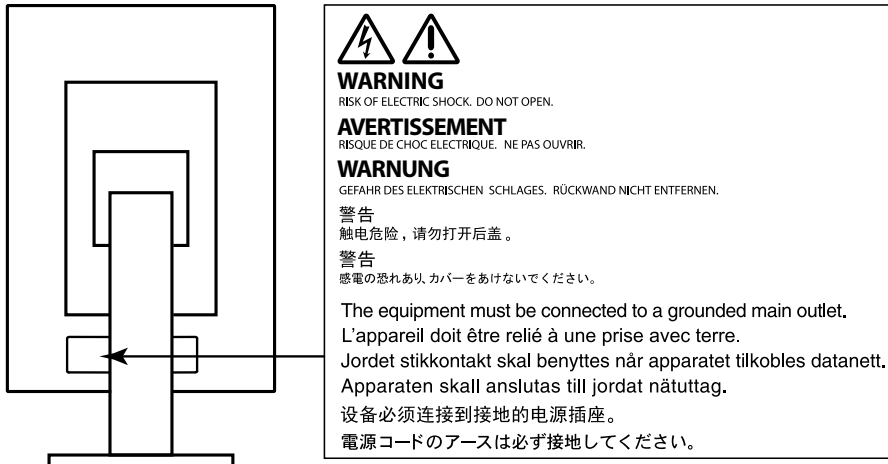 WARNING
RISK OF ELECTRIC SHOCK. DO NOT OPEN.
AVERTISSEMENT
RISQUE DE CHOC ELECTRIQUE. NE PAS OUVRIR.
WARNUNG
GEFAHR DES ELEKTRISCHEN SCHLAGES. RÜCKWAND NICHT ENTFERNEN.
警告
触电危险，请勿打开后盖。
警告
感電の恐れあり、カバーをあけないでください。
The equipment must be connected to a grounded main outlet.
L'appareil doit être relié à une prise avec terre.
Jordet stikkontakt skal benyttes når apparatet tilkobles datanett.
Apparaten skall anslutas till jordat nätuttag.
设备必须连接到接地的电源插座。
電源コードのアースは必ず接地してください。